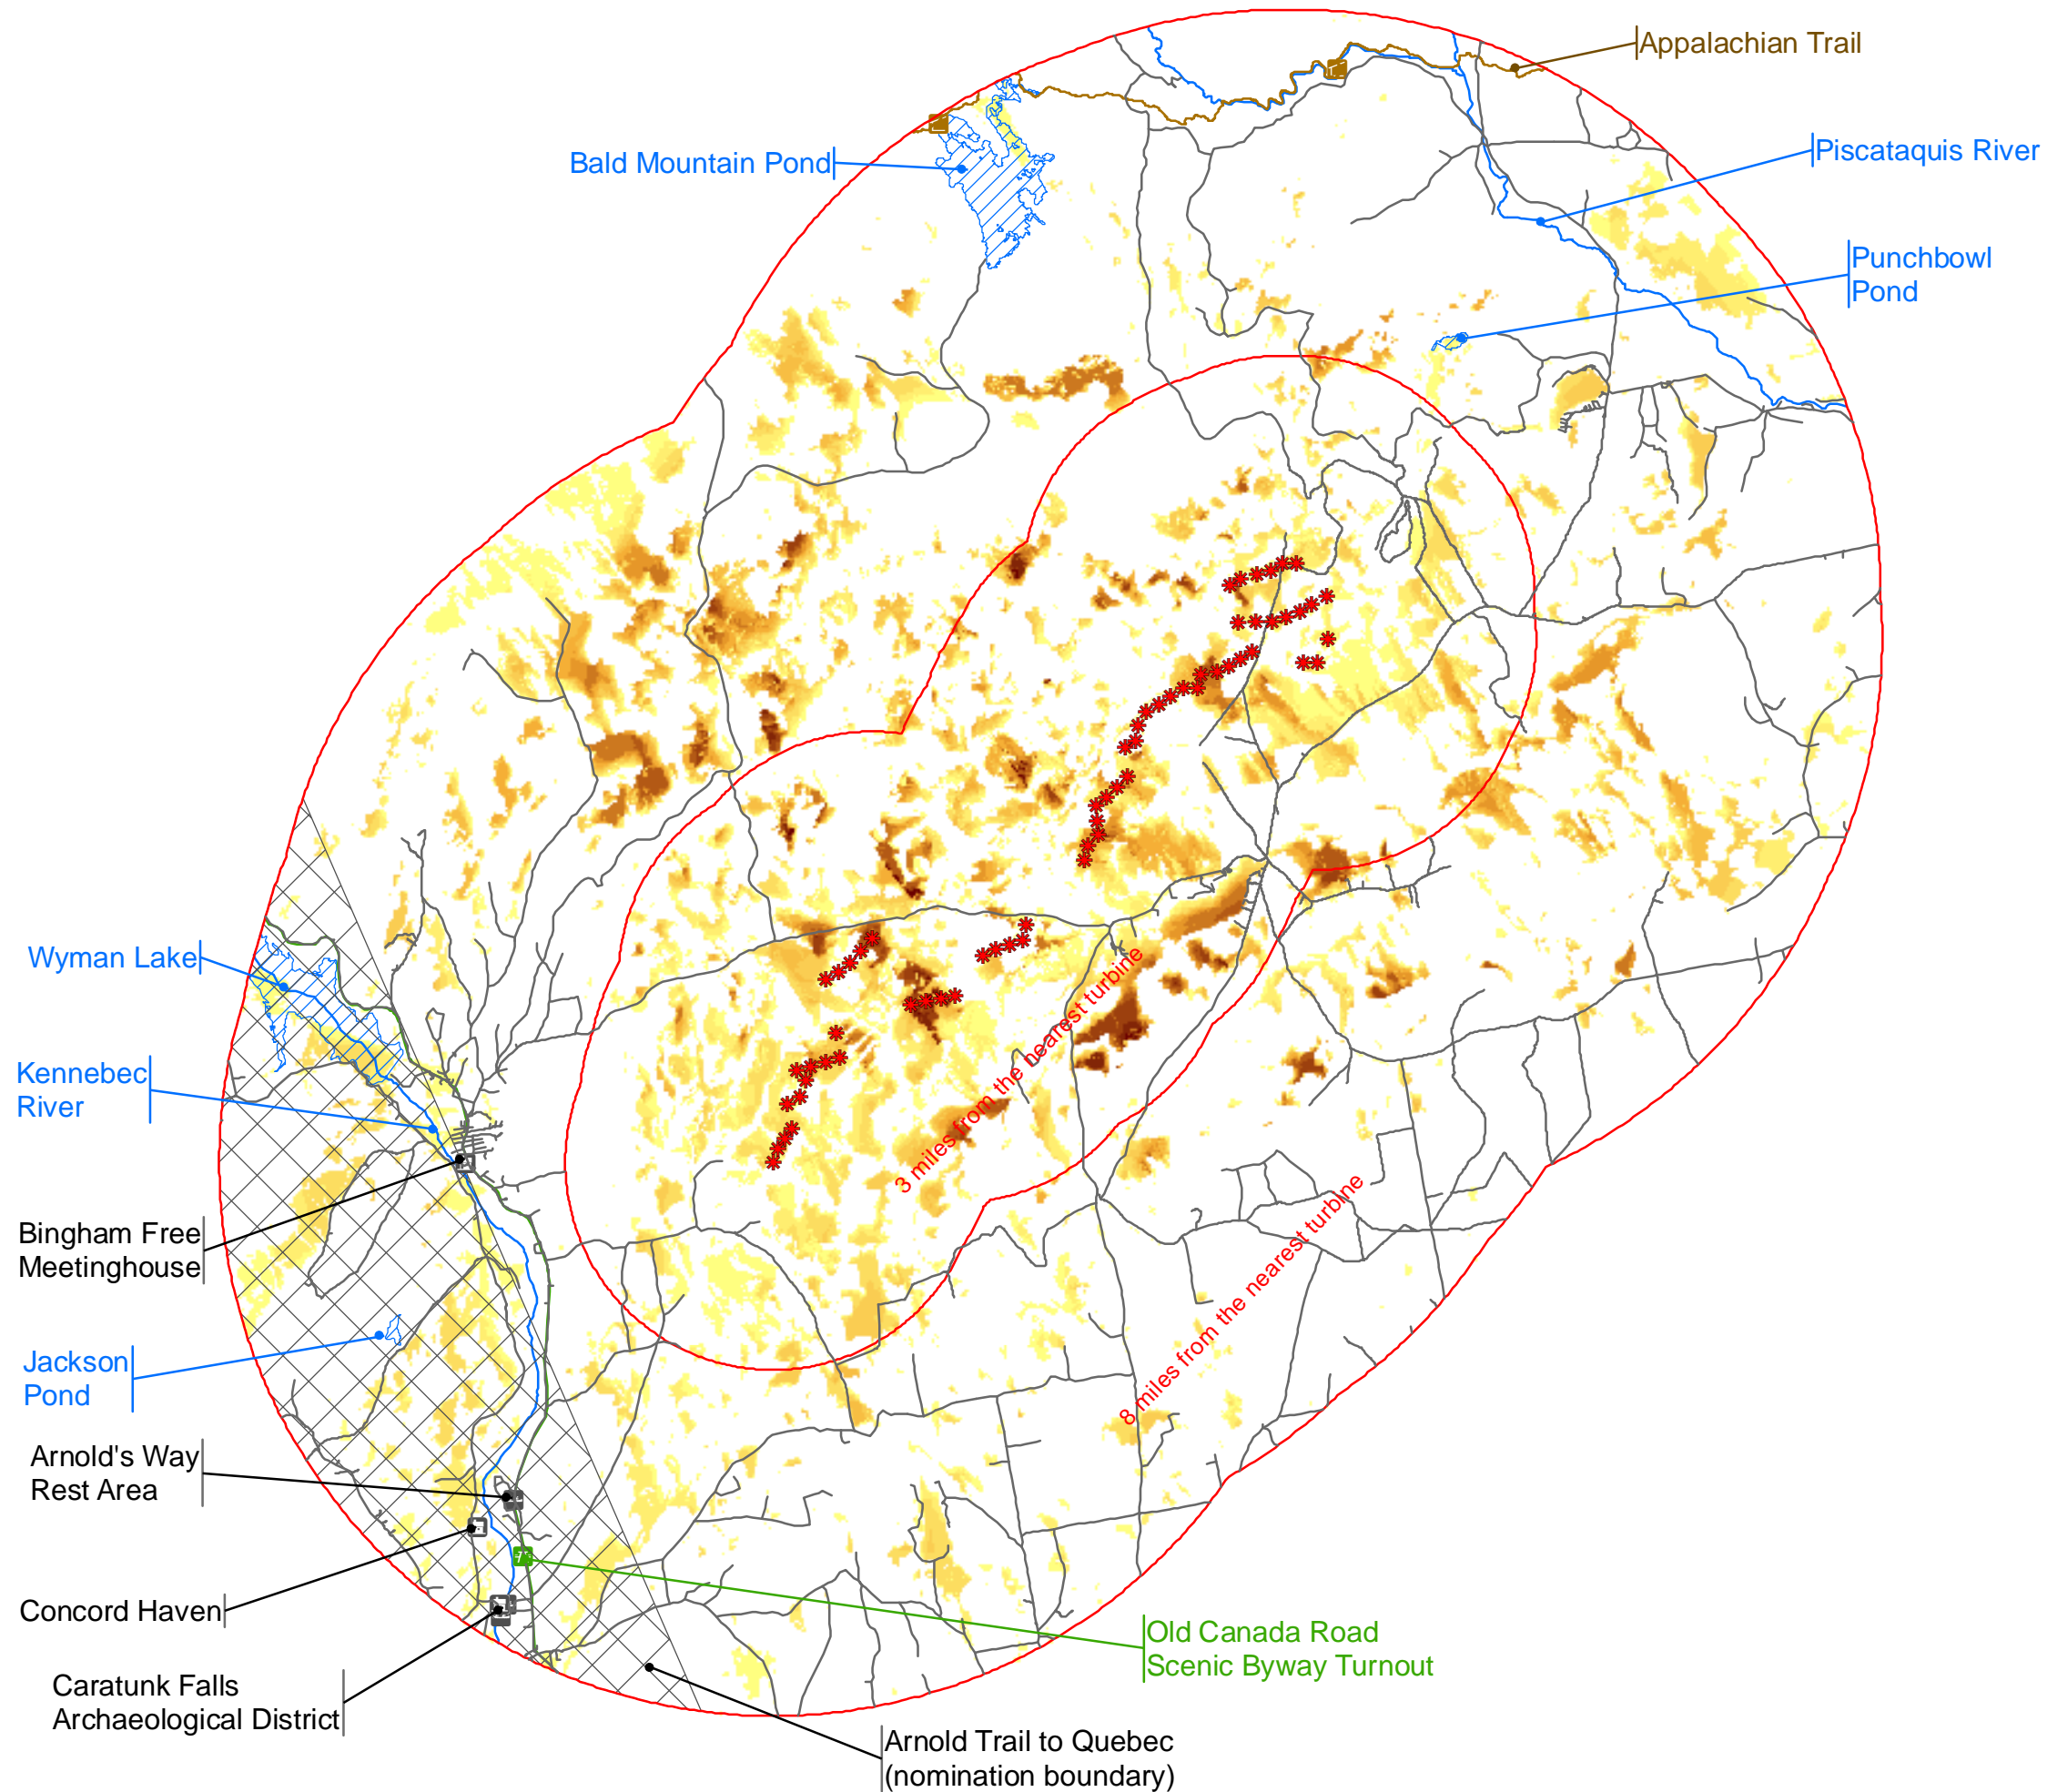 Appalachian Trail
Bald Mountain Pond
Piscataquis River
Punchbowl
Pond
Wyman Lake
Kennebec
River
3 miles from the nearest turbine
8 miles from the nearest turbine
Bingham Free
Meetinghouse
Jackson
Pond
Arnold's Way
Rest Area
Concord Haven
Old Canada Road
Scenic Byway Turnout
Caratunk Falls
Archaeological District
Arnold Trail to Quebec
(nomination boundary)